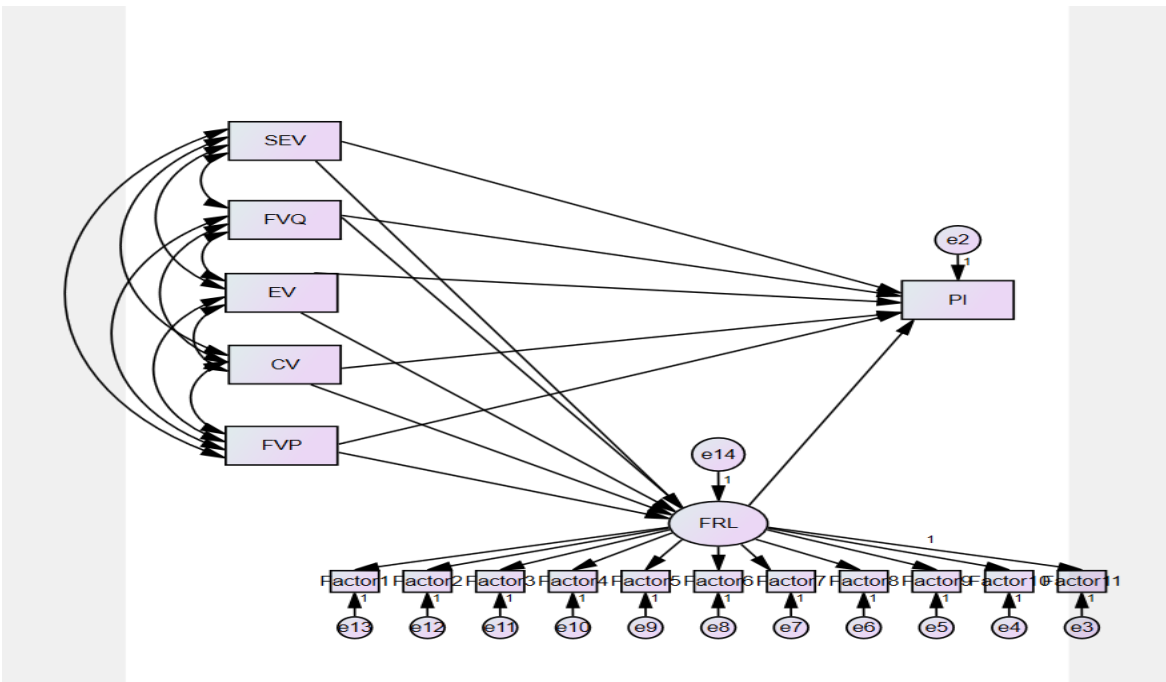 SEV
FVQ
e2
EV
1
PI
CV
FVP
e14
1
FRL
1
Factor1 Factor2 Factor3 Factor4 Factor5 Factor6 Factor7 Factor8 Factor9 Factor10 Factor11
1 1 1 1 1 1 1 1 1 1 1
e13 e12 e11 e10 e9 e8 e7 e6 e5 e4 e3